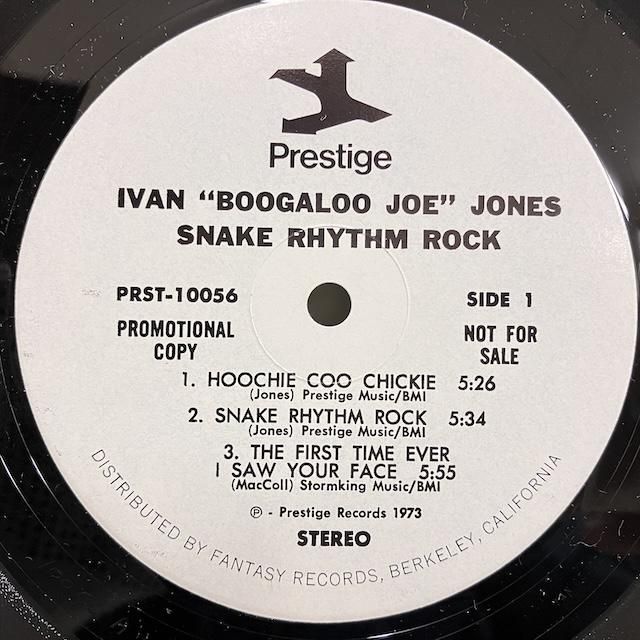 Prestige
IVAN “BOOGALOO JOE” JONES
SNAKE RHYTHM ROCK
PRST-10056
SIDE 1
PROMOTIONAL
COPY
NOT FOR
SALE
1. HOOCHIE COO CHICKIE 5:26
(Jones) Prestige Music/BMI
2. SNAKE RHYTHM ROCK 5:34
(Jones) Prestige Music/BMI
3. THE FIRST TIME EVER
I SAW YOUR FACE 5:55
(MacColl) Stormking Music/BMI
℗ - Prestige Records 1973
STEREO
DISTRIBUTED BY FANTASY RECORDS, BERKELEY, CALIFORNIA